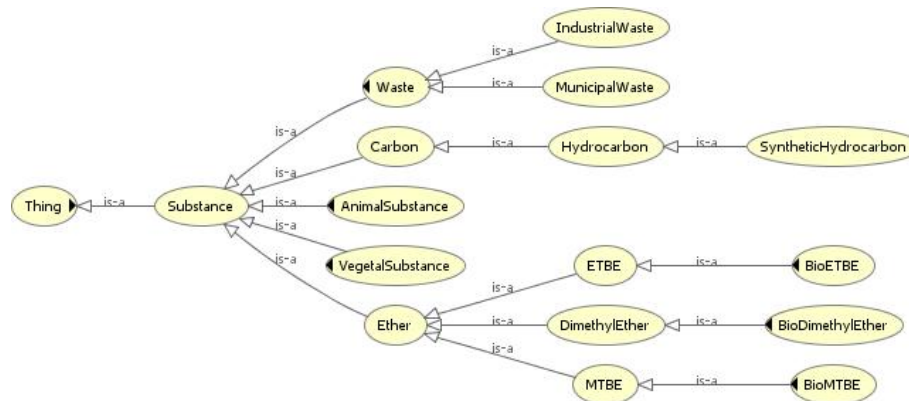 IndustrialWaste
is-a
Waste
is-a
MunicipalWaste
is-a
Carbon
is-a
Hydrocarbon
is-a
SyntheticHydrocarbon
is-a
Thing
is-a
Substance
is-a
AnimalSubstance
is-a
VegetalSubstance
is-a
ETBE
is-a
BioETBE
is-a
Ether
is-a
DimethylEther
is-a
BioDimethylEther
is-a
MTBE
is-a
BioMTBE